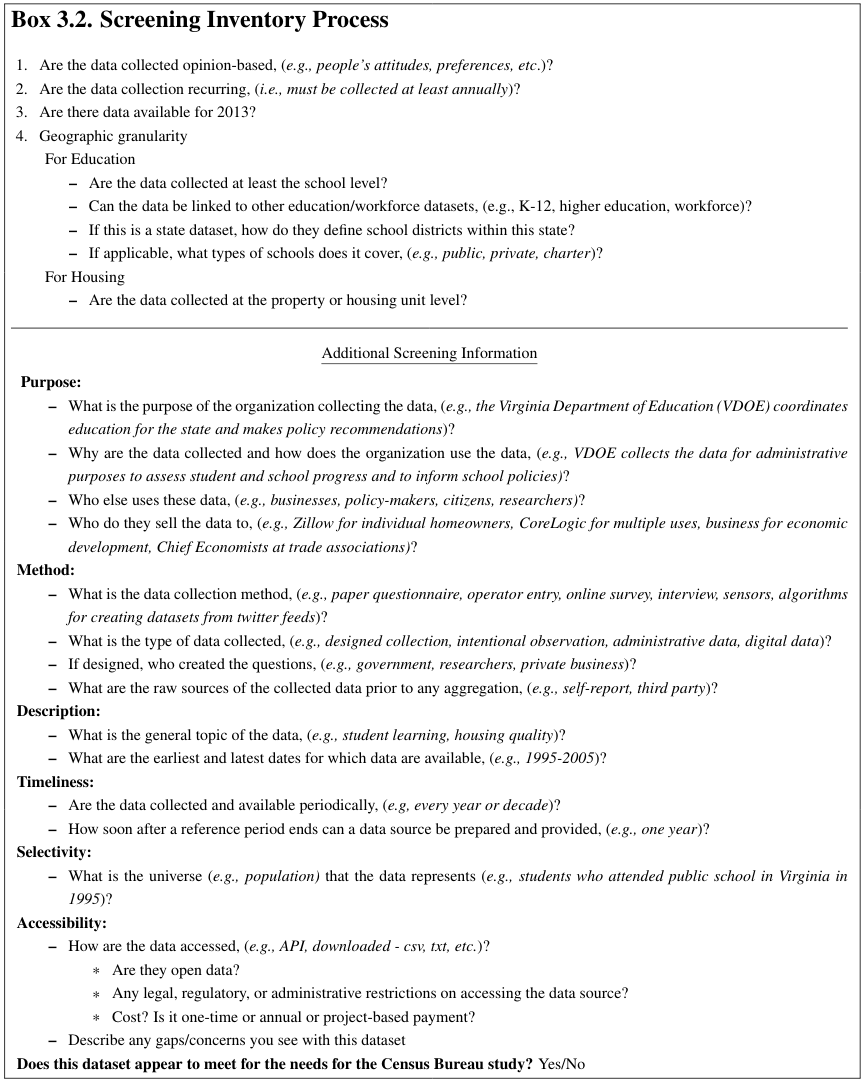 Box 3.2. Screening Inventory Process
1. Are the data collected opinion-based, (e.g., people's attitudes, preferences, etc.)?
2. Are the data collection recurring, (i.e., must be collected at least annually)?
3. Are there data available for 2013?
4. Geographic granularity
For Education
– Are the data collected at least the school level?
– Can the data be linked to other education/workforce datasets, (e.g., K-12, higher education, workforce)?
– If this is a state dataset, how do they define school districts within this state?
– If applicable, what types of schools does it cover, (e.g., public, private, charter)?
For Housing
– Are the data collected at the property or housing unit level?
Additional Screening Information
Purpose:
– What is the purpose of the organization collecting the data, (e.g., the Virginia Department of Education (VDOE) coordinates
education for the state and makes policy recommendations)?
– Why are the data collected and how does the organization use the data, (e.g., VDOE collects the data for administrative
purposes to assess student and school progress and to inform school policies)?
– Who else uses these data, (e.g., businesses, policy-makers, citizens, researchers)?
– Who do they sell the data to, (e.g., Zillow for individual homeowners, CoreLogic for multiple uses, business for economic
development, Chief Economists at trade associations)?
Method:
– What is the data collection method, (e.g., paper questionnaire, operator entry, online survey, interview, sensors, algorithms
for creating datasets from twitter feeds)?
– What is the type of data collected, (e.g., designed collection, intentional observation, administrative data, digital data)?
– If designed, who created the questions, (e.g., government, researchers, private business)?
– What are the raw sources of the collected data prior to any aggregation, (e.g., self-report, third party)?
Description:
– What is the general topic of the data, (e.g., student learning, housing quality)?
– What are the earliest and latest dates for which data are available, (e.g., 1995-2005)?
Timeliness:
– Are the data collected and available periodically, (e.g, every year or decade)?
– How soon after a reference period ends can a data source be prepared and provided, (e.g., one year)?
Selectivity:
– What is the universe (e.g., population) that the data represents (e.g., students who attended public school in Virginia in
1995)?
Accessibility:
– How are the data accessed, (e.g., API, downloaded - csv, txt, etc.)?
* Are they open data?
* Any legal, regulatory, or administrative restrictions on accessing the data source?
* Cost? Is it one-time or annual or project-based payment?
– Describe any gaps/concerns you see with this dataset
Does this dataset appear to meet for the needs for the Census Bureau study? Yes/No